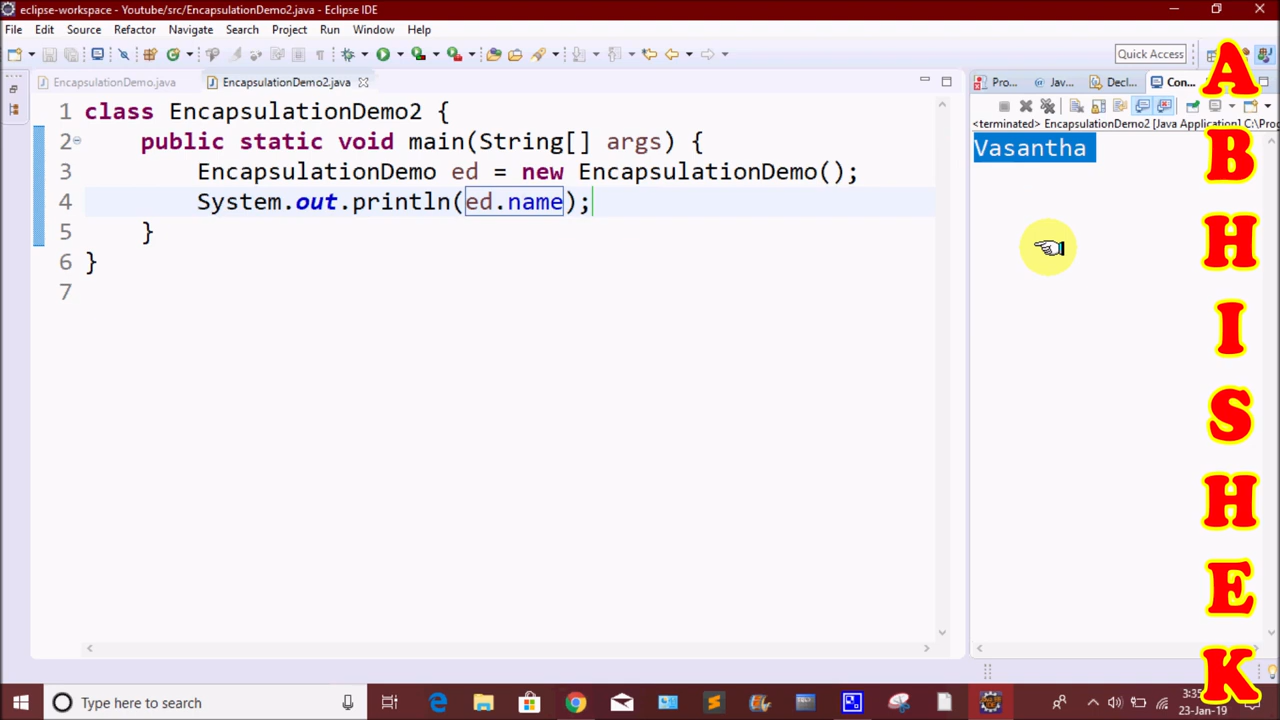 eclipse-workspace - Youtube/src/EncapsulationDemo2.java - Eclipse IDE
File Edit Source Refactor Navigate Search Project Run Window Help
Quick Access
EncapsulationDemo.java EncapsulationDemo2.java
Pro... Jav... Decl... Con...
<terminated> EncapsulationDemo2 [Java Application] C:\Prog
Vasantha
1 class EncapsulationDemo2 {
2 public static void main(String[] args) {
3 EncapsulationDemo ed = new EncapsulationDemo();
4 System.out.println(ed.name);
5 }
6 }
7
A
B
H
I
S
H
E
K
Type here to search
3:35
23-Jan-19